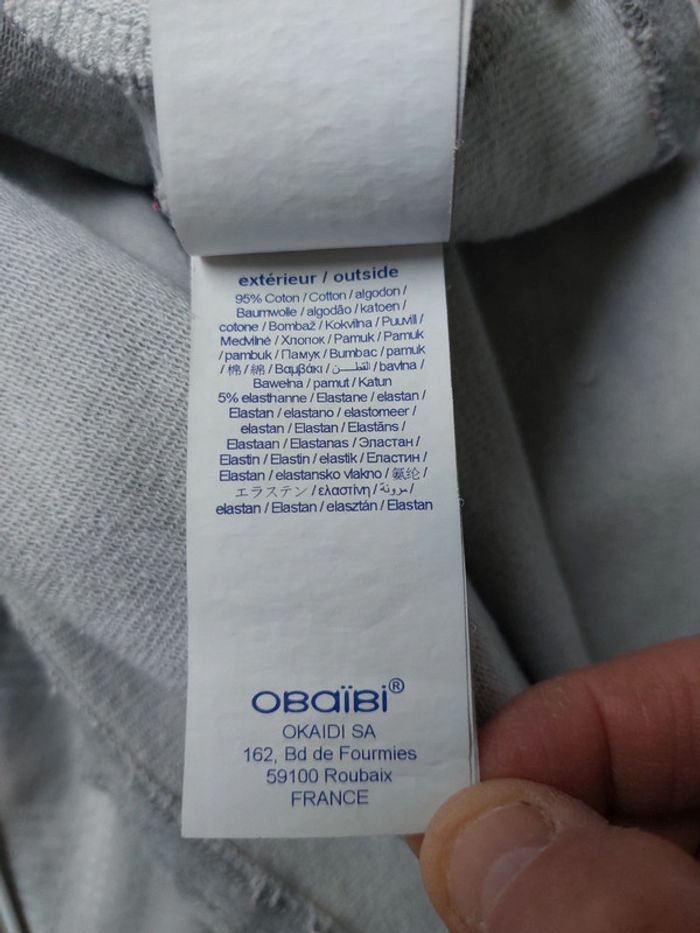 extérieur / outside
95% Coton / Cotton / algodon /
Baumwolle / algodão / katoen /
cotone / Bombaž / Kokvilna / Puuvill /
Medvilnė / Хлопок / Pamuk / Pamuk
/ pambuk / Памук / Bumbac / pamuk
/ 棉 / 綿 / Βαμβάκι / القطن / bavlna /
Bawełna / pamut / Katun
5% elasthanne / Elastane / elastan /
Elastan / elastano / elastomeer /
elastan / Elastan / Elastāns /
Elastaan / Elastanas / Эластан /
Elastin / Elastin / elastik / Еластин /
Elastan / elastansko vlakno / 氨纶 /
エラステン / ελαστίνη / مرونة /
elastan / Elastan / elasztán / Elastan
OBaïBi®
OKAIDI SA
162, Bd de Fourmies
59100 Roubaix
FRANCE